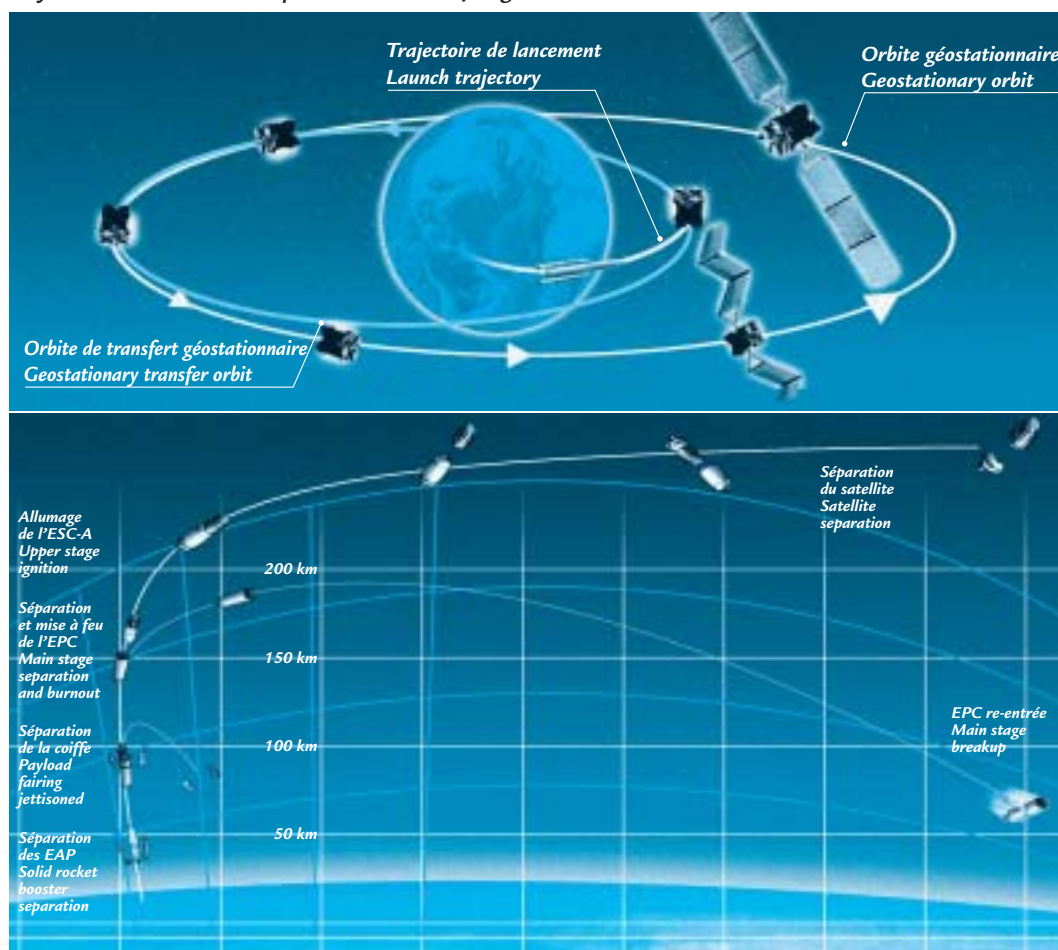 Trajectoire de lancement
Launch trajectory
Orbite géostationnaire
Geostationary orbit
Orbite de transfert géostationnaire
Geostationary transfer orbit
Séparation
du satellite
Satellite
separation
Allumage
de l'ESC-A
Upper stage
ignition
200 km
Séparation
et mise à feu
de l'EPC
Main stage
separation
and burnout
150 km
Séparation
de la coiffe
Payload
fairing
jettisoned
100 km
EPC re-entrée
Main stage
breakup
50 km
Séparation
des EAP
Solid rocket
booster
separation